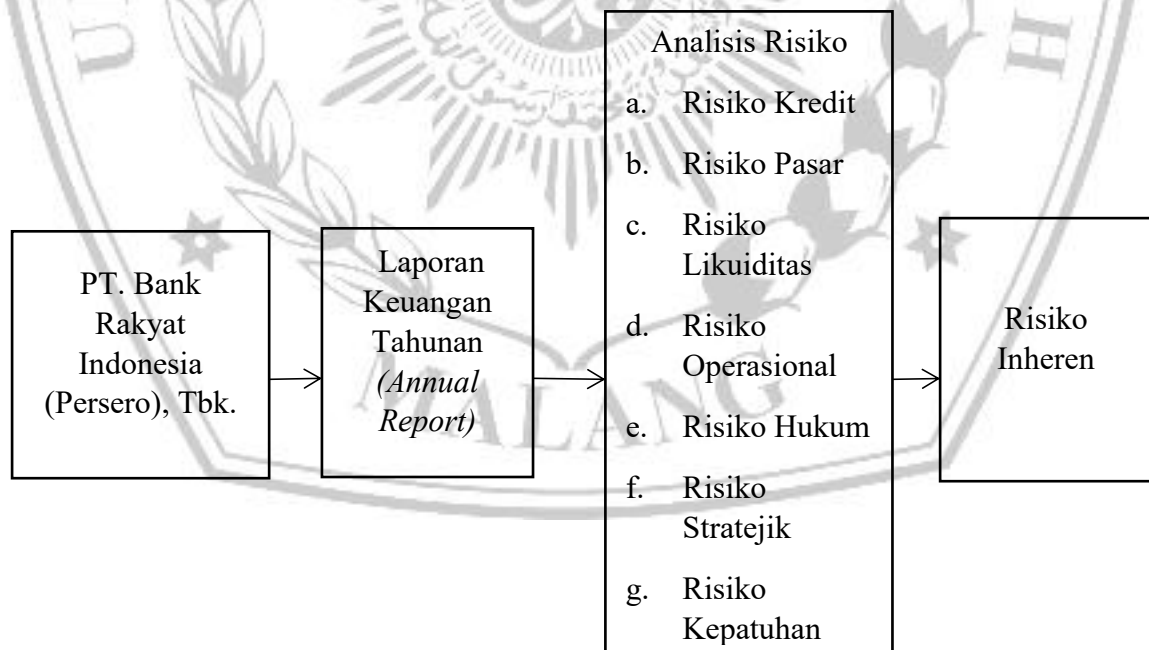 PT. Bank
Rakyat
Indonesia
(Persero), Tbk.
Laporan
Keuangan
Tahunan
(Annual
Report)
Analisis Risiko
a. Risiko Kredit
b. Risiko Pasar
c. Risiko
Likuiditas
d. Risiko
Operasional
e. Risiko Hukum
f. Risiko
Stratejik
g. Risiko
Kepatuhan
Risiko
Inheren
U
H
MALANG